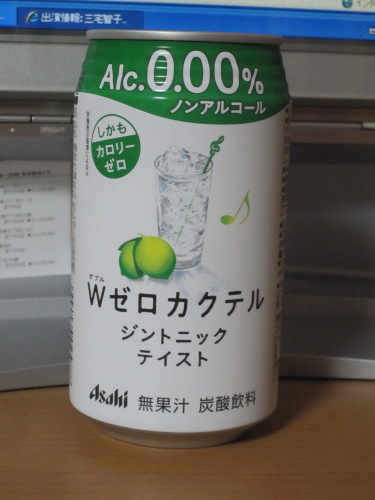 出演情報:三宅智子...
Alc.0.00%
ノンアルコール
しかも
カロリー
ゼロ
ダブル
Wゼロカクテル
ジントニック
テイスト
Asahi 無果汁 炭酸飲料
BRIGHT